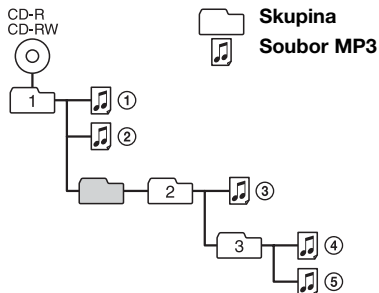 CD-R
CD-RW
Skupina
Soubor MP3
1
①
②
2
③
3
④
⑤